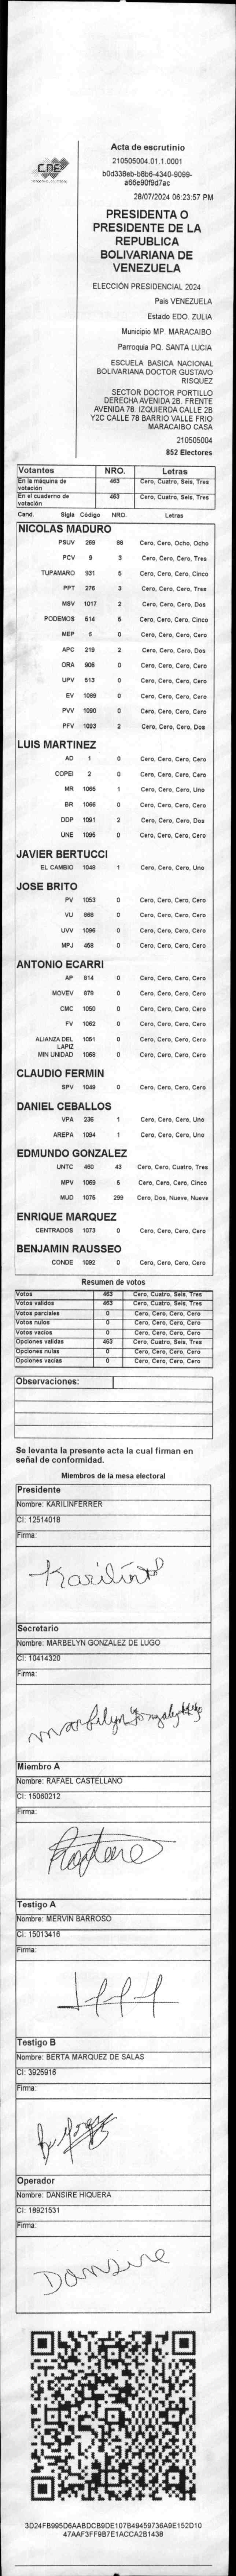 CNE
Acta de escrutinio
210505004.01.1.0001
b0d338eb-b8b6-4340-9099-
a66e90f9d7ac
28/07/2024 06:23:57 PM
PRESIDENTA O
PRESIDENTE DE LA
REPUBLICA
BOLIVARIANA DE
VENEZUELA
ELECCIÓN PRESIDENCIAL 2024
Pais VENEZUELA
Estado EDO. ZULIA
Municipio MP. MARACAIBO
Parroquia PQ. SANTA LUCIA
ESCUELA BASICA NACIONAL
BOLIVARIANA DOCTOR GUSTAVO
RISQUEZ
SECTOR DOCTOR PORTILLO
DERECHA AVENIDA 2B. FRENTE
AVENIDA 7B. IZQUIERDA CALLE 2B
Y2C CALLE 78 BARRIO VALLE FRIO
MARACAIBO CASA
210505004
852 Electores
Votantes NRO. Letras
En la máquina de votación 463 Cero, Cuatro, Seis, Tres
En el cuaderno de votación 463 Cero, Cuatro, Seis, Tres
Cand. Sigla Código NRO. Letras
NICOLAS MADURO
PSUV 269 88 Cero, Cero, Ocho, Ocho
PCV 9 3 Cero, Cero, Cero, Tres
TUPAMARO 931 5 Cero, Cero, Cero, Cinco
PPT 276 3 Cero, Cero, Cero, Tres
MSV 1017 2 Cero, Cero, Cero, Dos
PODEMOS 514 5 Cero, Cero, Cero, Cinco
MEP 6 0 Cero, Cero, Cero, Cero
APC 219 2 Cero, Cero, Cero, Dos
ORA 906 0 Cero, Cero, Cero, Cero
UPV 513 0 Cero, Cero, Cero, Cero
EV 1089 0 Cero, Cero, Cero, Cero
PVV 1090 0 Cero, Cero, Cero, Cero
PFV 1093 2 Cero, Cero, Cero, Dos
LUIS MARTINEZ
AD 1 0 Cero, Cero, Cero, Cero
COPEI 2 0 Cero, Cero, Cero, Cero
MR 1065 1 Cero, Cero, Cero, Uno
BR 1066 0 Cero, Cero, Cero, Cero
DDP 1091 2 Cero, Cero, Cero, Dos
UNE 1095 0 Cero, Cero, Cero, Cero
JAVIER BERTUCCI
EL CAMBIO 1048 1 Cero, Cero, Cero, Uno
JOSE BRITO
PV 1053 0 Cero, Cero, Cero, Cero
VU 868 0 Cero, Cero, Cero, Cero
UVV 1096 0 Cero, Cero, Cero, Cero
MPJ 458 0 Cero, Cero, Cero, Cero
ANTONIO ECARRI
AP 814 0 Cero, Cero, Cero, Cero
MOVEV 879 0 Cero, Cero, Cero, Cero
CMC 1050 0 Cero, Cero, Cero, Cero
FV 1062 0 Cero, Cero, Cero, Cero
ALIANZA DEL LAPIZ 1051 0 Cero, Cero, Cero, Cero
MIN UNIDAD 1068 0 Cero, Cero, Cero, Cero
CLAUDIO FERMIN
SPV 1049 0 Cero, Cero, Cero, Cero
DANIEL CEBALLOS
VPA 236 1 Cero, Cero, Cero, Uno
AREPA 1094 1 Cero, Cero, Cero, Uno
EDMUNDO GONZALEZ
UNTC 460 43 Cero, Cero, Cuatro, Tres
MPV 1069 5 Cero, Cero, Cero, Cinco
MUD 1075 299 Cero, Dos, Nueve, Nueve
ENRIQUE MARQUEZ
CENTRADOS 1073 0 Cero, Cero, Cero, Cero
BENJAMIN RAUSSEO
CONDE 1092 0 Cero, Cero, Cero, Cero
Resumen de votos
Votos 463 Cero, Cuatro, Seis, Tres
Votos validos 463 Cero, Cuatro, Seis, Tres
Votos parciales 0 Cero, Cero, Cero, Cero
Votos nulos 0 Cero, Cero, Cero, Cero
Votos vacios 0 Cero, Cero, Cero, Cero
Opciones validas 463 Cero, Cuatro, Seis, Tres
Opciones nulas 0 Cero, Cero, Cero, Cero
Opciones vacias 0 Cero, Cero, Cero, Cero
Observaciones:
Se levanta la presente acta la cual firman en
señal de conformidad.
Miembros de la mesa electoral
Presidente
Nombre: KARILINFERRER
CI: 12514018
Firma:
Karilin
Secretario
Nombre: MARBELYN GONZALEZ DE LUGO
CI: 10414320
Firma:
Marbelyn Gonzalez
Miembro A
Nombre: RAFAEL CASTELLANO
CI: 15060212
Firma:
Testigo A
Nombre: MERVIN BARROSO
CI: 15013416
Firma:
Testigo B
Nombre: BERTA MARQUEZ DE SALAS
CI: 3925916
Firma:
Operador
Nombre: DANSIRE HIQUERA
CI: 18921531
Firma:
Dansire
3D24FB995D6AABDCB9DE107B49459736A9E152D10
47AAF3FF9B7E1ACCA2B1438